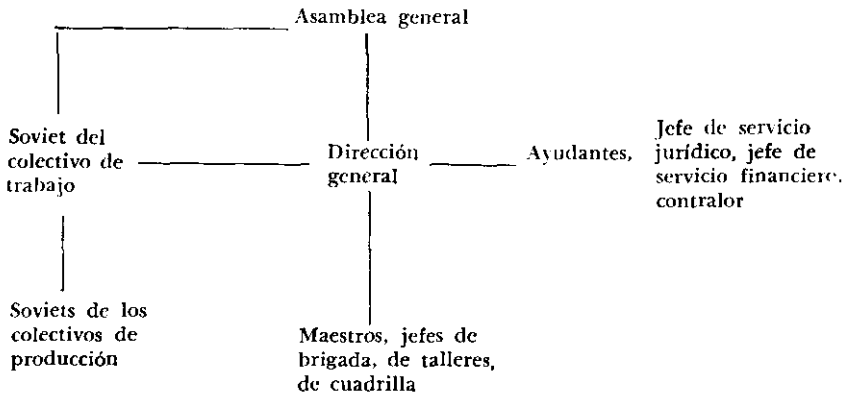 Asamblea general
Soviet del
colectivo de
trabajo
Dirección
general
Ayudantes,
Jefe de servicio
jurídico, jefe de
servicio financiere,
contralor
Soviets de los
colectivos de
producción
Maestros, jefes de
brigada, de talleres,
de cuadrilla